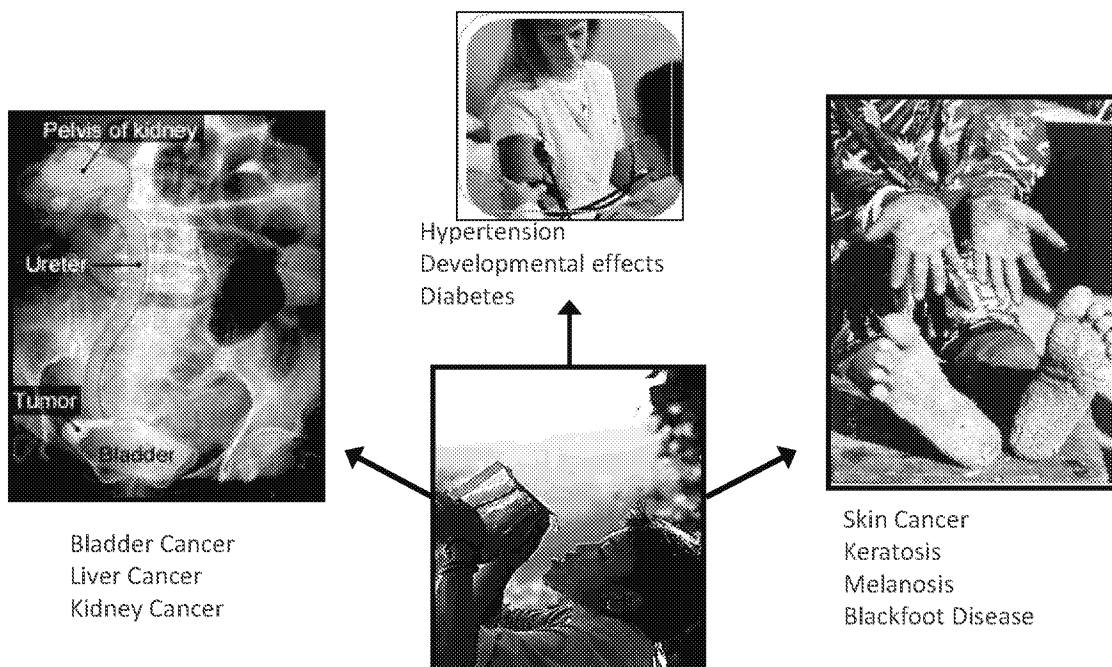 Pelvis of kidney
Ureter
Tumor
Bladder
Hypertension
Developmental effects
Diabetes
Bladder Cancer
Liver Cancer
Kidney Cancer
Skin Cancer
Keratosis
Melanosis
Blackfoot Disease